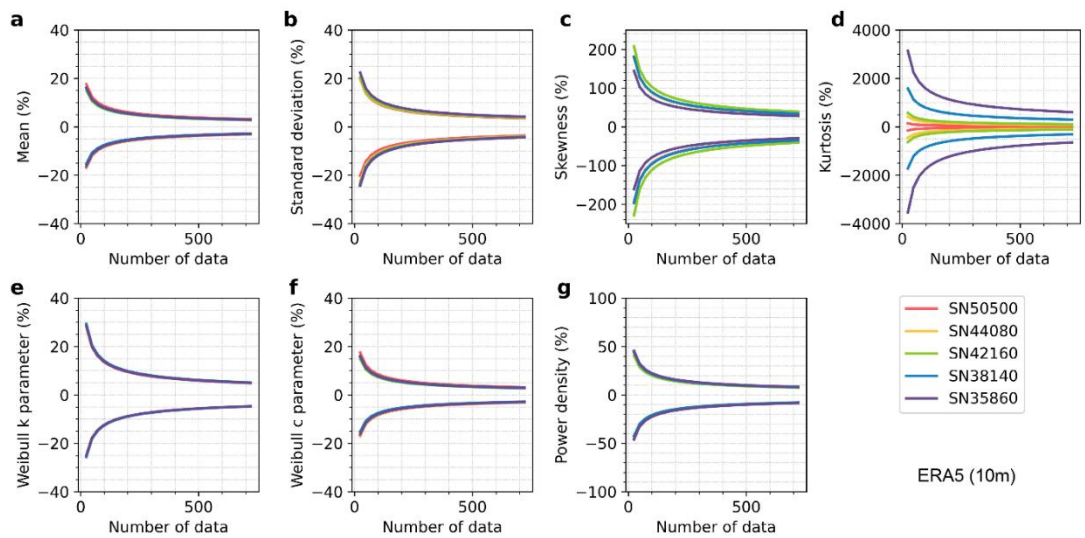 a
Mean (%)
40
20
0
−20
−40
0
500
Number of data
b
Standard deviation (%)
40
20
0
−20
−40
0
500
Number of data
c
Skewness (%)
200
100
0
−100
−200
0
500
Number of data
d
Kurtosis (%)
4000
2000
0
−2000
−4000
0
500
Number of data
e
Weibull k parameter (%)
40
20
0
−20
−40
0
500
Number of data
f
Weibull c parameter (%)
40
20
0
−20
−40
0
500
Number of data
g
Power density (%)
100
50
0
−50
−100
0
500
Number of data
SN50500
SN44080
SN42160
SN38140
SN35860
ERA5 (10m)